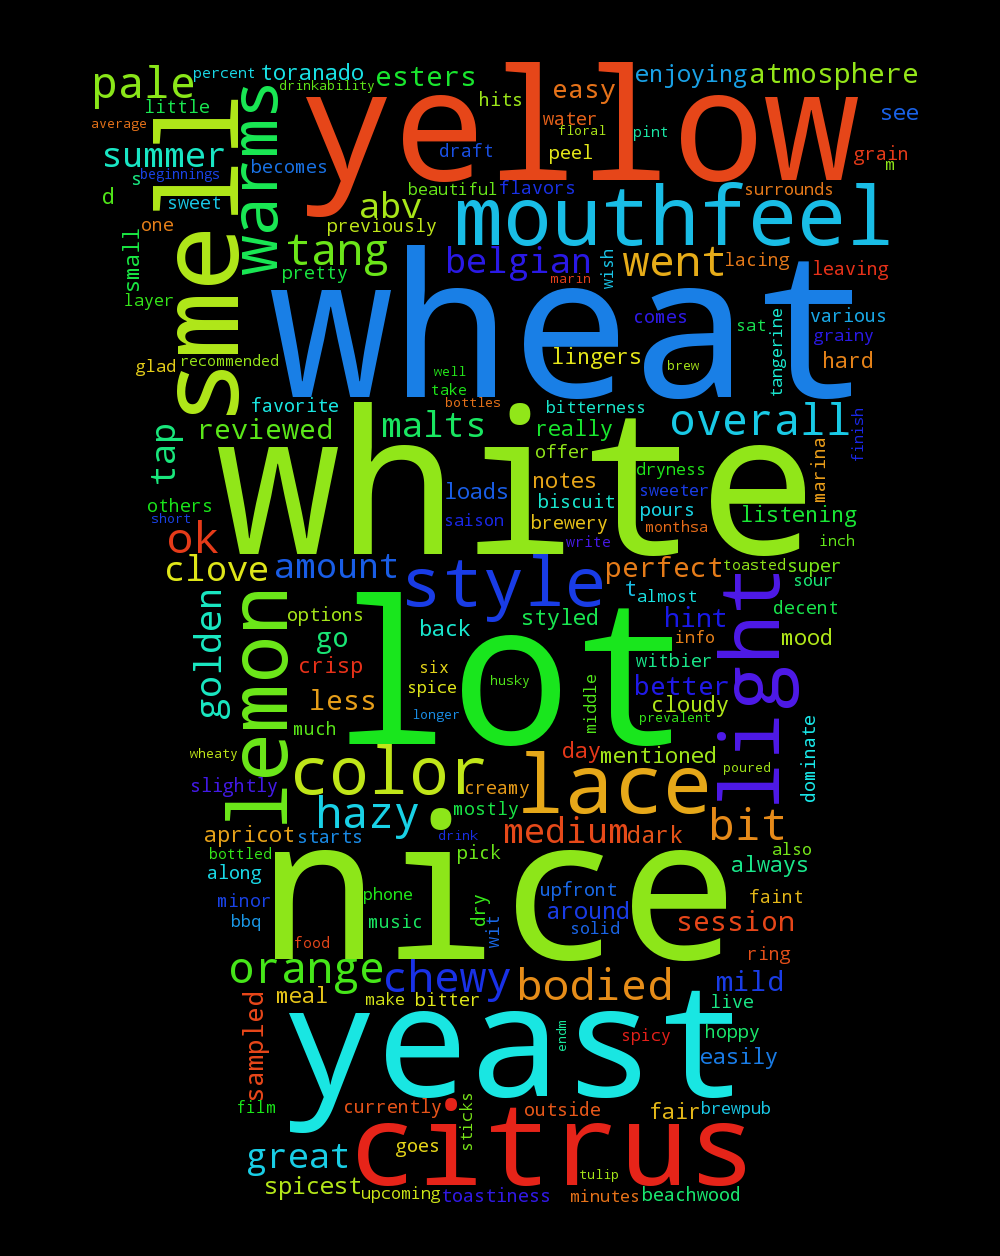 yellow
pale
percent
toranado
drinkability
esters
hits
easy
enjoying
atmosphere
little
average
smell
warms
water
floral
pint
see
summer
becomes
draft
peel
grain
m
s
beginnings
d
sweet
beautiful
flavors
surrounds
one
abv
previously
mouthfeel
small
tang
pretty
belgian
marin
wish
went
lacing
leaving
layer
wheat
comes
sat
tangerine
various
grainy
glad
recommended
lingers
brew
hard
well
take
bottles
favorite
bitterness
overall
finish
tap
reviewed
malts
really
offer
white
dryness
marina
notes
loads
biscuit
sweeter
pours
others
short
saison
brewery
monthsa
listening
ok
write
inch
clove
amount
style
perfect
toasted
super
sour
t
almost
golden
lemon
options
styled
hint
light
decent
go
back
lot
info
mood
crisp
six
spice
husky
witbier
less
longer
middle
better
cloudy
prevalent
much
wheaty
color
day
mentioned
poured
dominate
slightly
creamy
lace
hazy
mostly
apricot
starts
drink
medium
dark
bit
bottled
pick
also
always
along
nice
phone
upfront
minor
dry
around
faint
bbq
music
wit
solid
session
food
ring
orange
chewy
bodied
mild
meal
make
bitter
live
sampled
yeast
endm
spicy
hoppy
easily
film
currently
sticks
outside
fair
brewpub
citrus
great
goes
tulip
spicest
upcoming
toastiness
minutes
beachwood